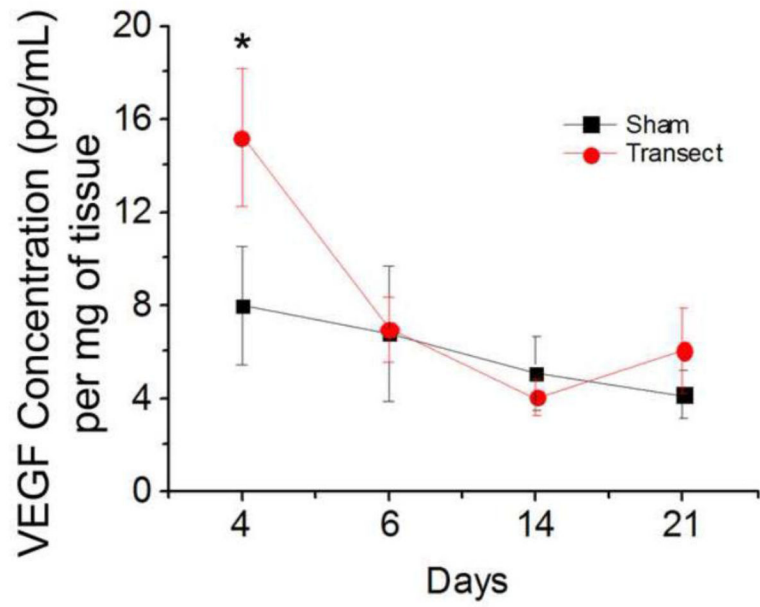 VEGF Concentration (pg/mL)
per mg of tissue
20
16
12
8
4
0
*
Sham
Transect
4 6 14 21
Days